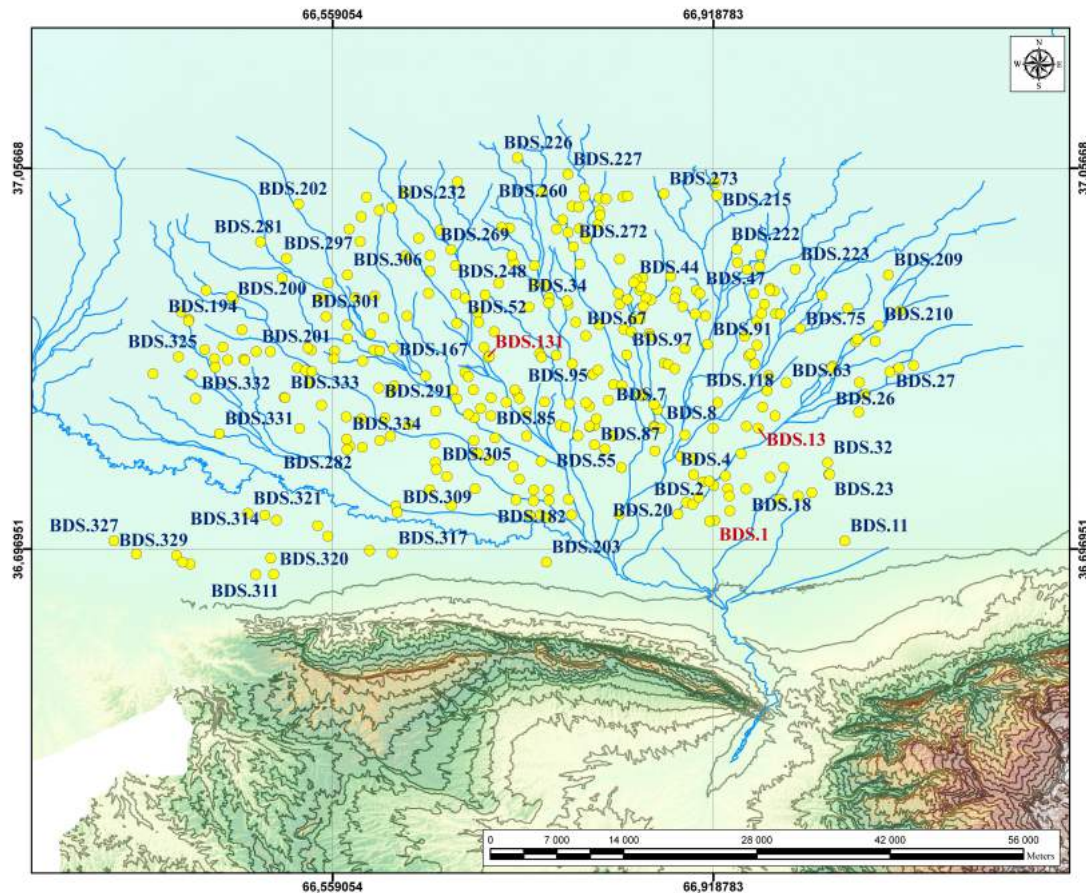 66,559054 66,918783
N
W E
S
37,05668 37,05668
BDS.226
BDS.227
BDS.202 BDS.232 BDS.260 BDS.273
BDS.215
BDS.281
BDS.297 BDS.269 BDS.272 BDS.222
BDS.223
BDS.306 BDS.248 BDS.44 BDS.47 BDS.209
BDS.200 BDS.34
BDS.194 BDS.301 BDS.52 BDS.67 BDS.91 BDS.75 BDS.210
BDS.325 BDS.201 BDS.167 BDS.131 BDS.97
BDS.332 BDS.333 BDS.291 BDS.95 BDS.7 BDS.118 BDS.63 BDS.27
BDS.26
BDS.331 BDS.334 BDS.85 BDS.87 BDS.8
BDS.13
BDS.282 BDS.305 BDS.55 BDS.4 BDS.32
BDS.321 BDS.309 BDS.2 BDS.23
BDS.314 BDS.182 BDS.20 BDS.18
BDS.327 BDS.1 BDS.11
BDS.329 BDS.317 BDS.203
36,696951 36,696951
BDS.320
BDS.311
0 7 000 14 000 28 000 42 000 56 000
Meters
66,559054 66,918783